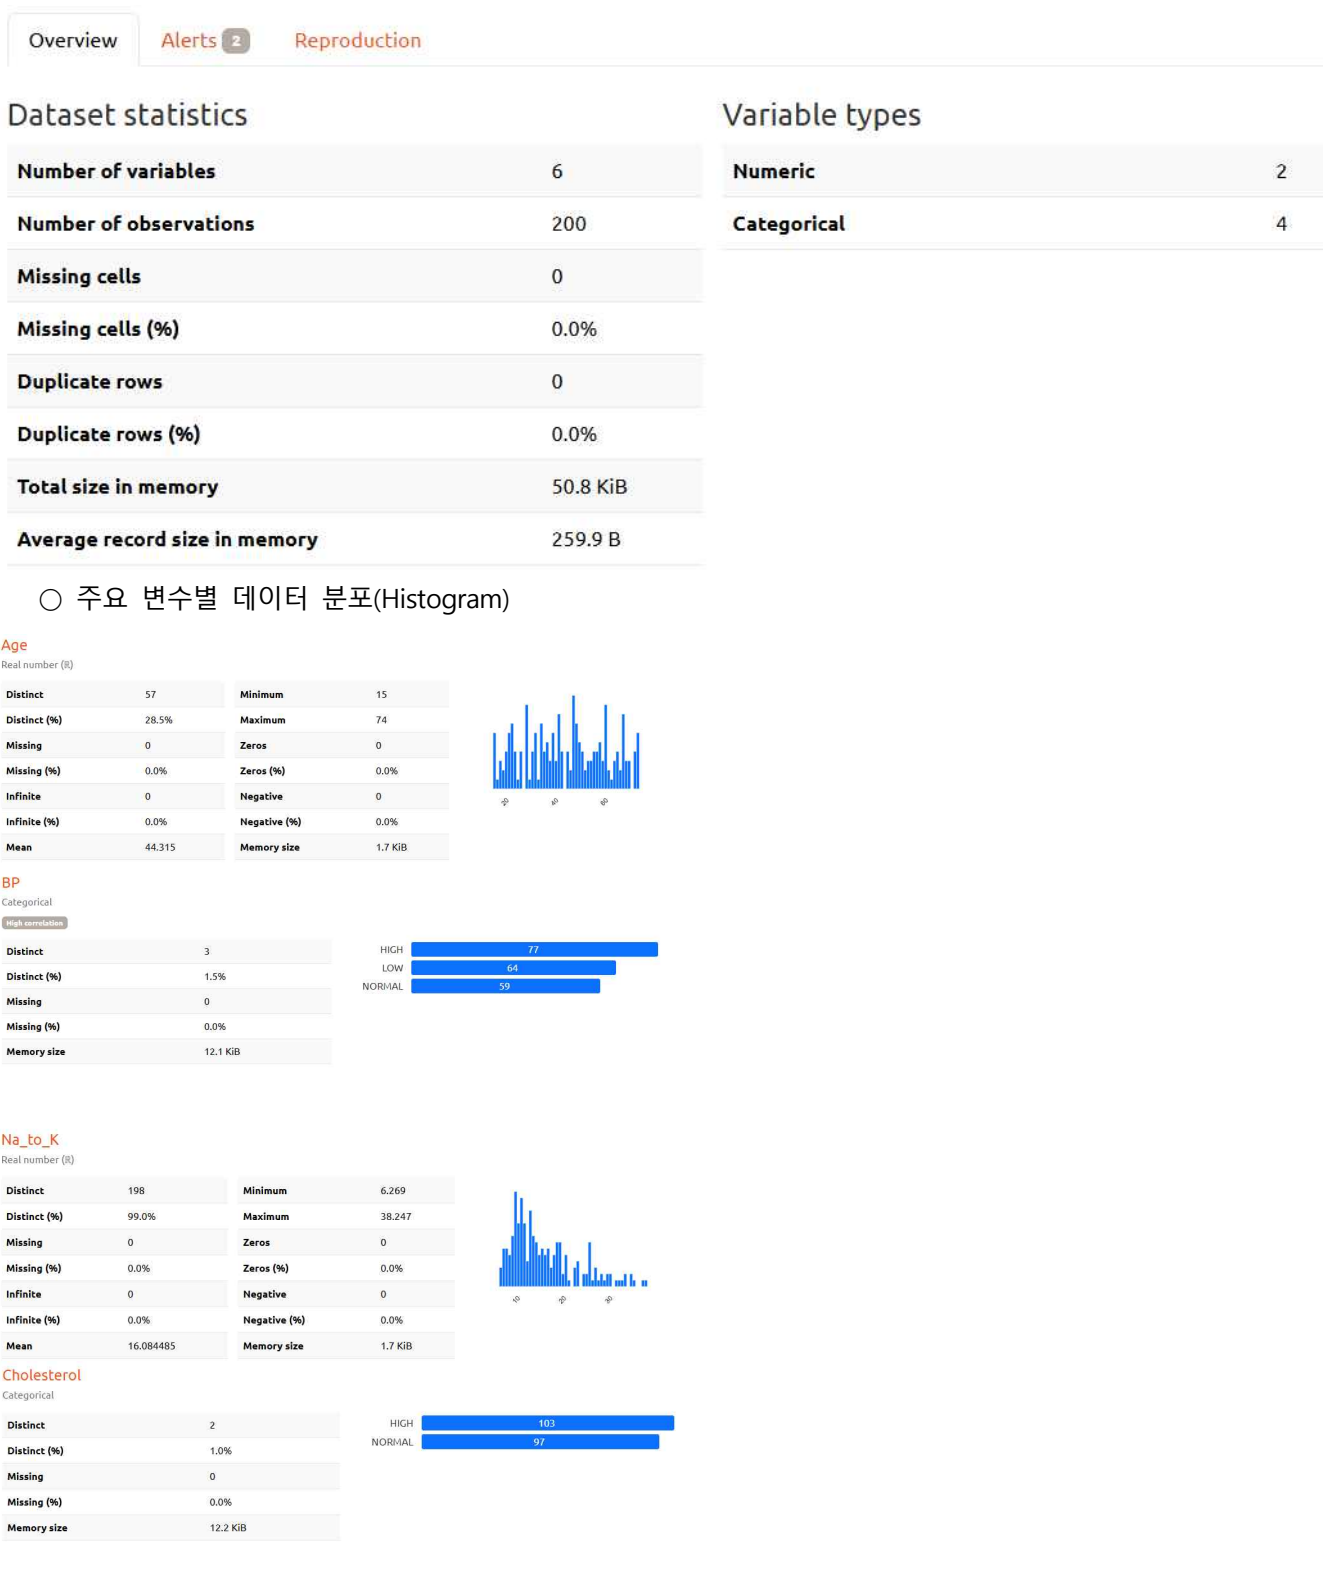 Overview Alerts 2 Reproduction
Dataset statistics
Number of variables 6
Number of observations 200
Missing cells 0
Missing cells (%) 0.0%
Duplicate rows 0
Duplicate rows (%) 0.0%
Total size in memory 50.8 KiB
Average record size in memory 259.9 B
Variable types
Numeric 2
Categorical 4
○ 주요 변수별 데이터 분포(Histogram)
Age
Real number (ℝ)
Distinct 57 Minimum 15
Distinct (%) 28.5% Maximum 74
Missing 0 Zeros 0
Missing (%) 0.0% Zeros (%) 0.0%
Infinite 0 Negative 0
Infinite (%) 0.0% Negative (%) 0.0%
Mean 44.315 Memory size 1.7 KiB
20 40 60
BP
Categorical
High correlation
Distinct 3
Distinct (%) 1.5%
Missing 0
Missing (%) 0.0%
Memory size 12.1 KiB
HIGH 77
LOW 64
NORMAL 59
Na_to_K
Real number (ℝ)
Distinct 198 Minimum 6.269
Distinct (%) 99.0% Maximum 38.247
Missing 0 Zeros 0
Missing (%) 0.0% Zeros (%) 0.0%
Infinite 0 Negative 0
Infinite (%) 0.0% Negative (%) 0.0%
Mean 16.084485 Memory size 1.7 KiB
10 20 30
Cholesterol
Categorical
Distinct 2
Distinct (%) 1.0%
Missing 0
Missing (%) 0.0%
Memory size 12.2 KiB
HIGH 103
NORMAL 97